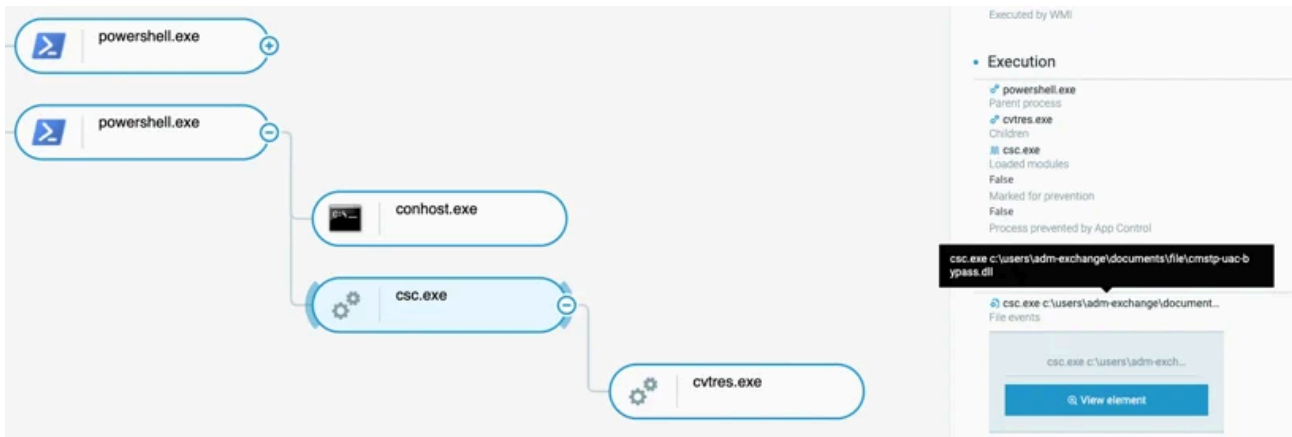 powershell.exe
powershell.exe
conhost.exe
csc.exe
cvtres.exe
Executed by WMI
Execution
powershell.exe
Parent process
cvtres.exe
Children
csc.exe
Loaded modules
False
Marked for prevention
False
Process prevented by App Control
csc.exe c:\users\adm-exchange\documents\file\cmstp-uac-b
ypass.dll
csc.exe c:\users\adm-exchange\document...
File events
csc.exe c:\users\adm-exch...
View element